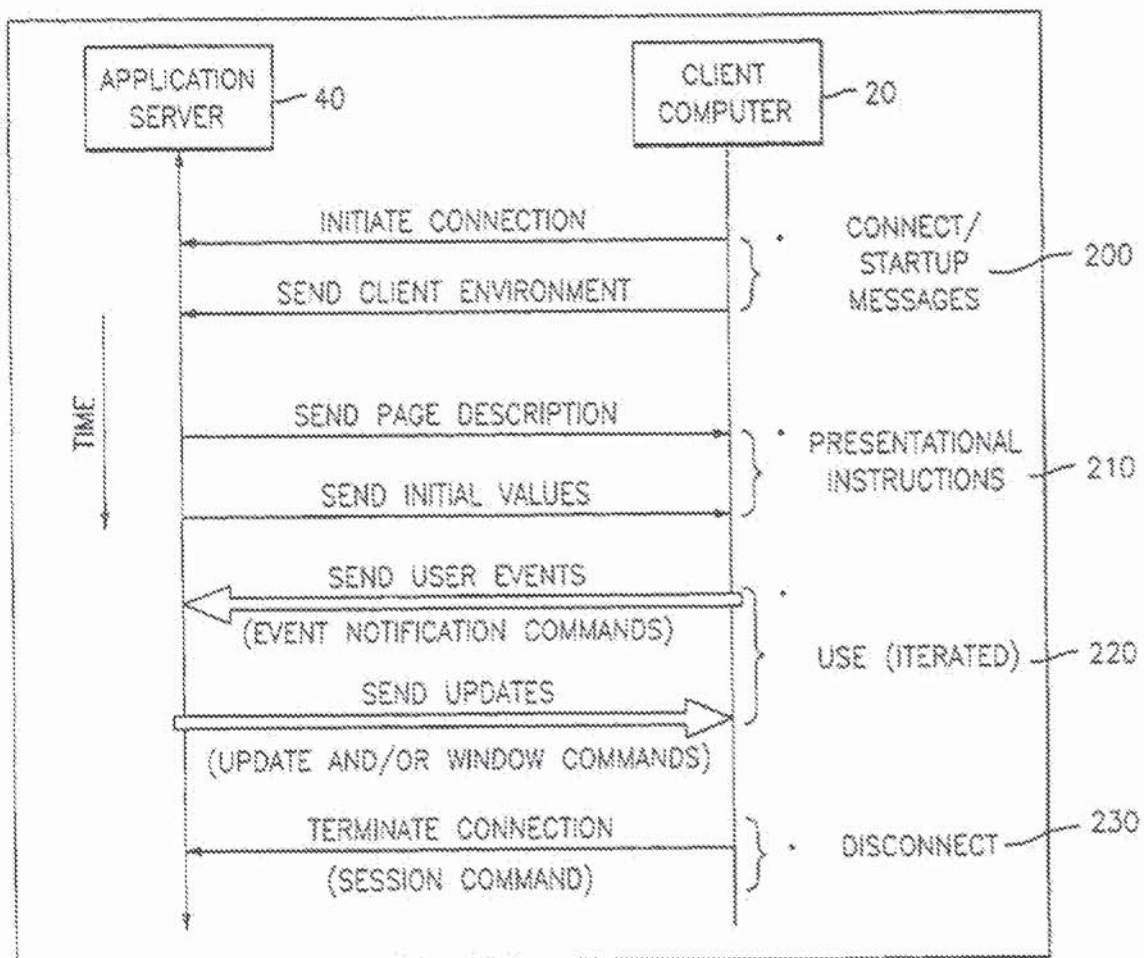 APPLICATION
SERVER
40
CLIENT
COMPUTER
20
INITIATE CONNECTION
SEND CLIENT ENVIRONMENT
CONNECT/
STARTUP
MESSAGES
200
TIME
SEND PAGE DESCRIPTION
SEND INITIAL VALUES
PRESENTATIONAL
INSTRUCTIONS
210
SEND USER EVENTS
(EVENT NOTIFICATION COMMANDS)
USE (ITERATED)
220
SEND UPDATES
(UPDATE AND/OR WINDOW COMMANDS)
TERMINATE CONNECTION
(SESSION COMMAND)
DISCONNECT
230